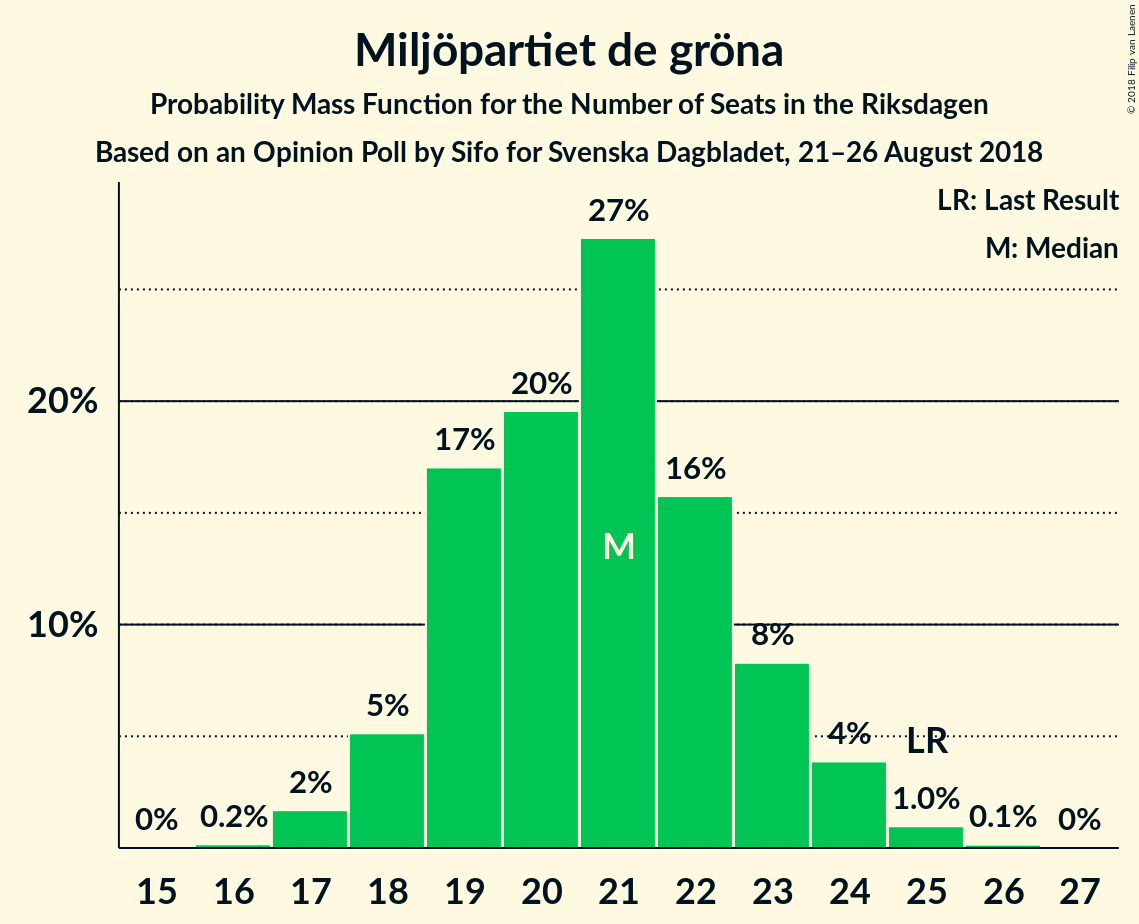 Miljöpartiet de gröna
Probability Mass Function for the Number of Seats in the Riksdagen
Based on an Opinion Poll by Sifo for Svenska Dagbladet, 21–26 August 2018
© 2018 Filip van Laenen
LR: Last Result
M: Median
20%
10%
0%
0.2%
2%
5%
17%
20%
27%
16%
8%
4%
1.0%
0.1%
0%
M
LR
15 16 17 18 19 20 21 22 23 24 25 26 27